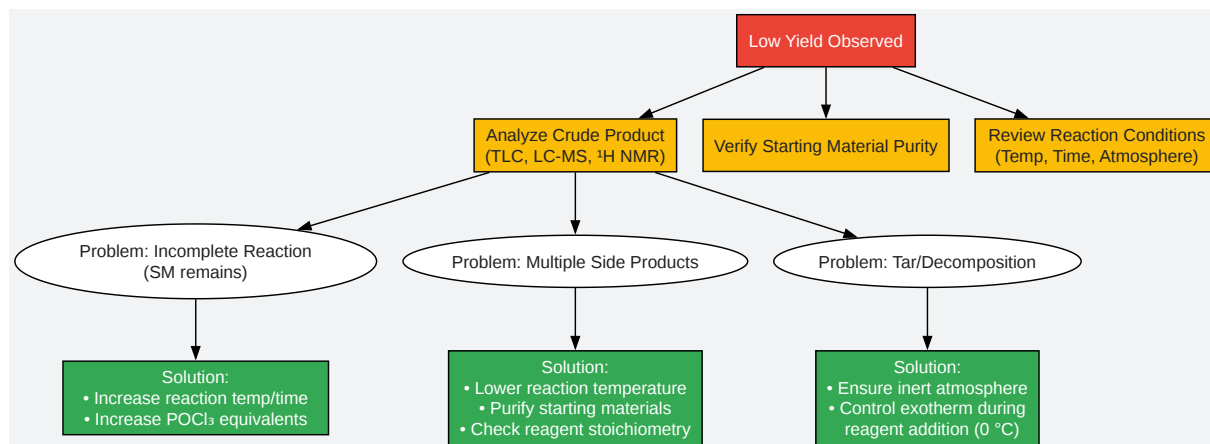 Low Yield Observed
Analyze Crude Product
(TLC, LC-MS, ¹H NMR)
Verify Starting Material Purity
Review Reaction Conditions
(Temp, Time, Atmosphere)
Problem: Incomplete Reaction
(SM remains)
Problem: Multiple Side Products
Problem: Tar/Decomposition
Solution:
• Increase reaction temp/time
• Increase POCl₃ equivalents
Solution:
• Lower reaction temperature
• Purify starting materials
• Check reagent stoichiometry
Solution:
• Ensure inert atmosphere
• Control exotherm during
reagent addition (0 °C)